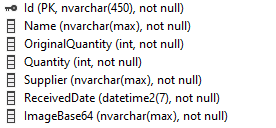 Id (PK, nvarchar(450), not null)
Name (nvarchar(max), not null)
OriginalQuantity (int, not null)
Quantity (int, not null)
Supplier (nvarchar(max), not null)
ReceivedDate (datetime2(7), not null)
ImageBase64 (nvarchar(max), not null)